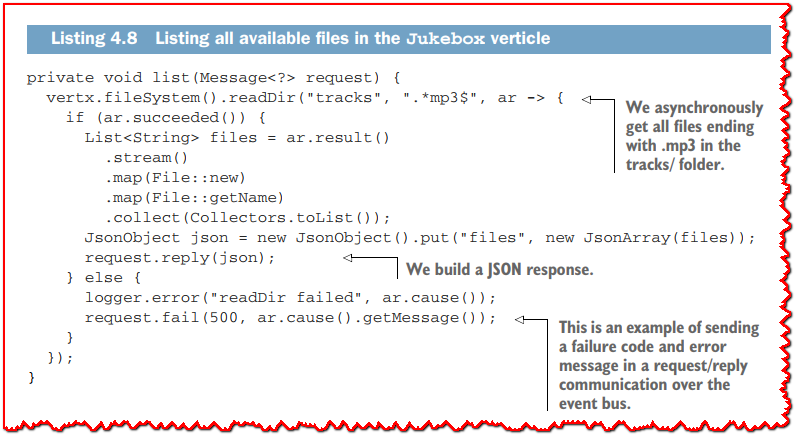 Listing 4.8 Listing all available files in the Jukebox verticle
private void list(Message<?> request) {
  vertx.fileSystem().readDir("tracks", ".*mp3$", ar -> {
    if (ar.succeeded()) {
      List<String> files = ar.result()
        .stream()
        .map(File::new)
        .map(File::getName)
        .collect(Collectors.toList());
      JsonObject json = new JsonObject().put("files", new JsonArray(files));
      request.reply(json);
    } else {
      logger.error("readDir failed", ar.cause());
      request.fail(500, ar.cause().getMessage());
    }
  });
}
We asynchronously
get all files ending
with .mp3 in the
tracks/ folder.
We build a JSON response.
This is an example of sending
a failure code and error
message in a request/reply
communication over the
event bus.